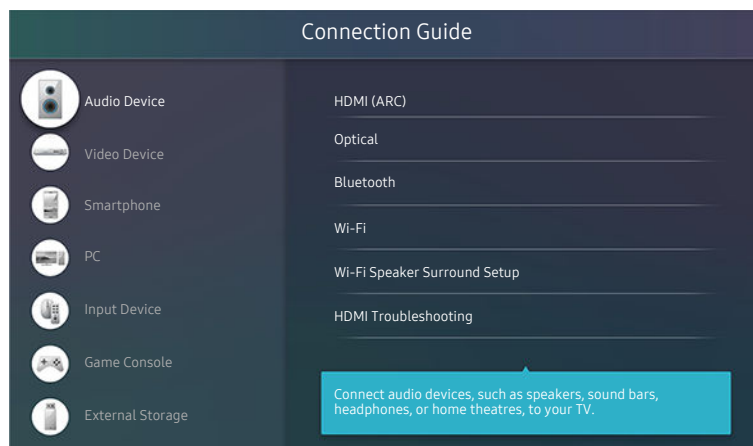 Connection Guide
Audio Device
Video Device
Smartphone
PC
Input Device
Game Console
External Storage
HDMI (ARC)
Optical
Bluetooth
Wi-Fi
Wi-Fi Speaker Surround Setup
HDMI Troubleshooting
Connect audio devices, such as speakers, sound bars,
headphones, or home theatres, to your TV.